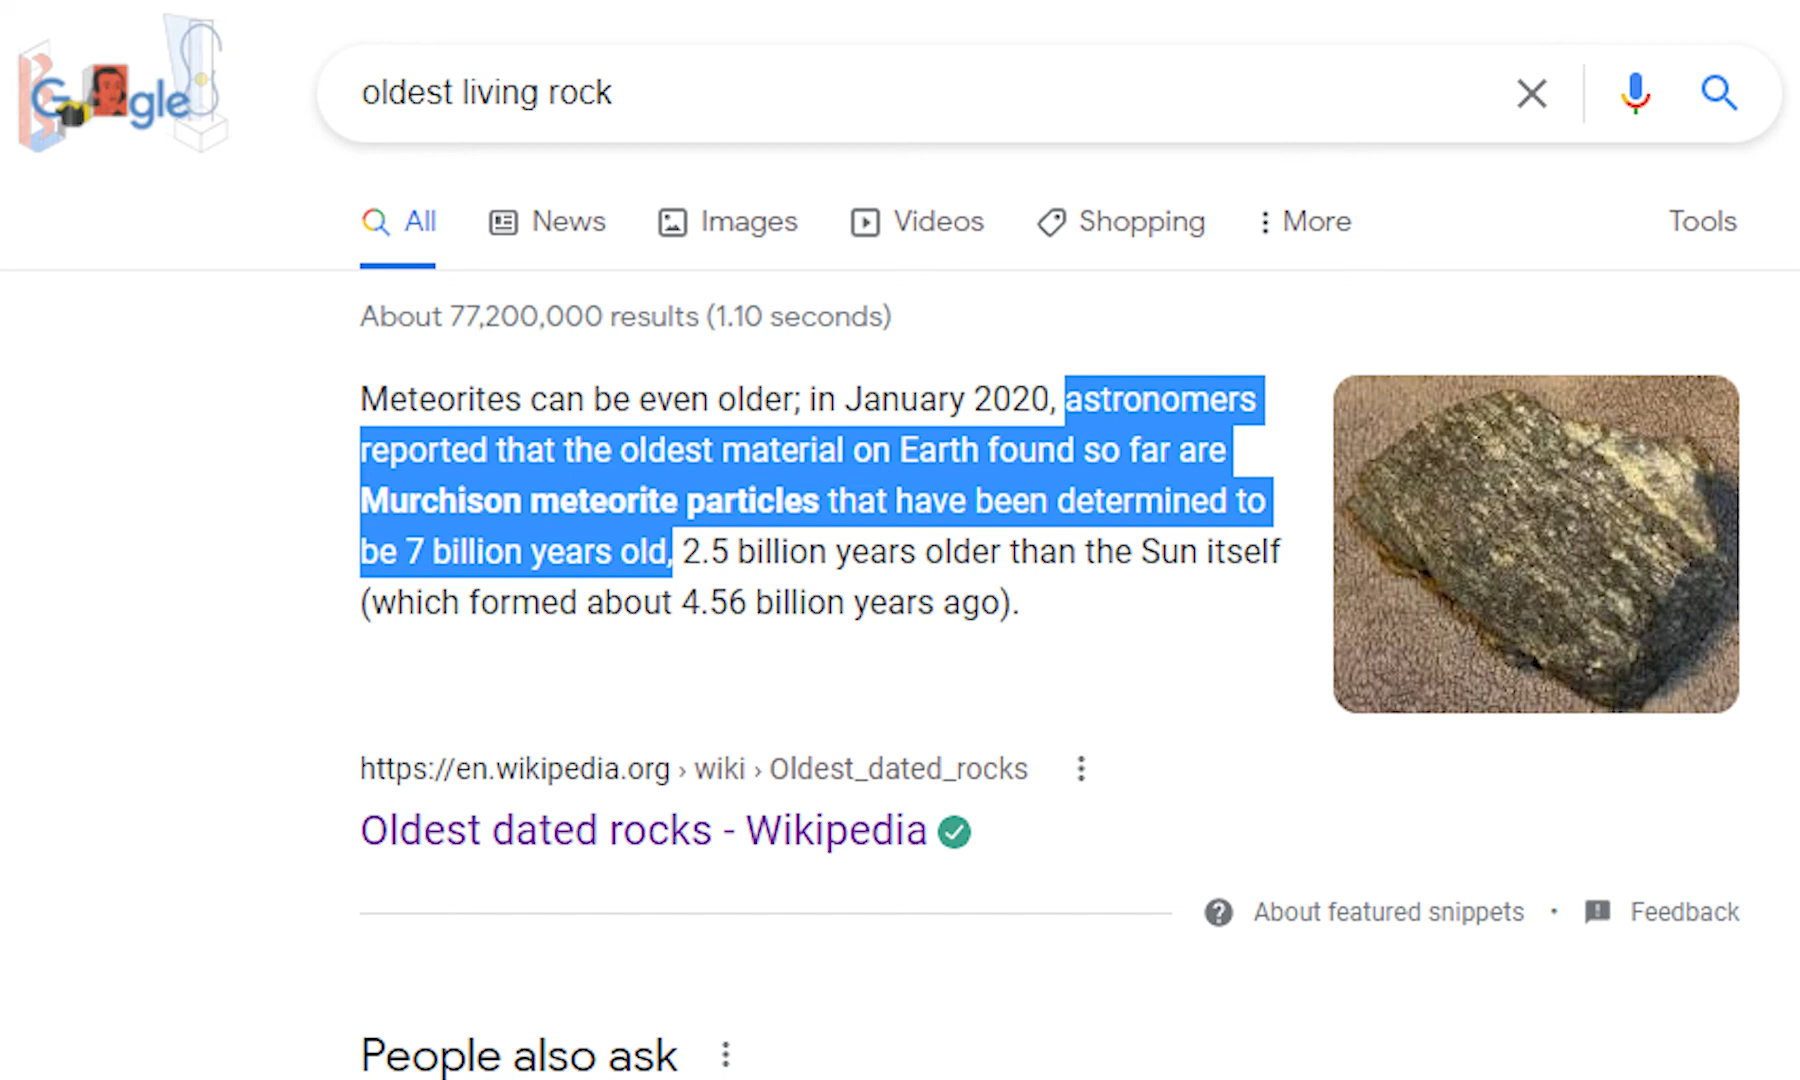 Google
oldest living rock
All News Images Videos Shopping More Tools
About 77,200,000 results (1.10 seconds)
Meteorites can be even older; in January 2020, astronomers
reported that the oldest material on Earth found so far are
Murchison meteorite particles that have been determined to
be 7 billion years old, 2.5 billion years older than the Sun itself
(which formed about 4.56 billion years ago).
https://en.wikipedia.org › wiki › Oldest_dated_rocks
Oldest dated rocks - Wikipedia
About featured snippets • Feedback
People also ask